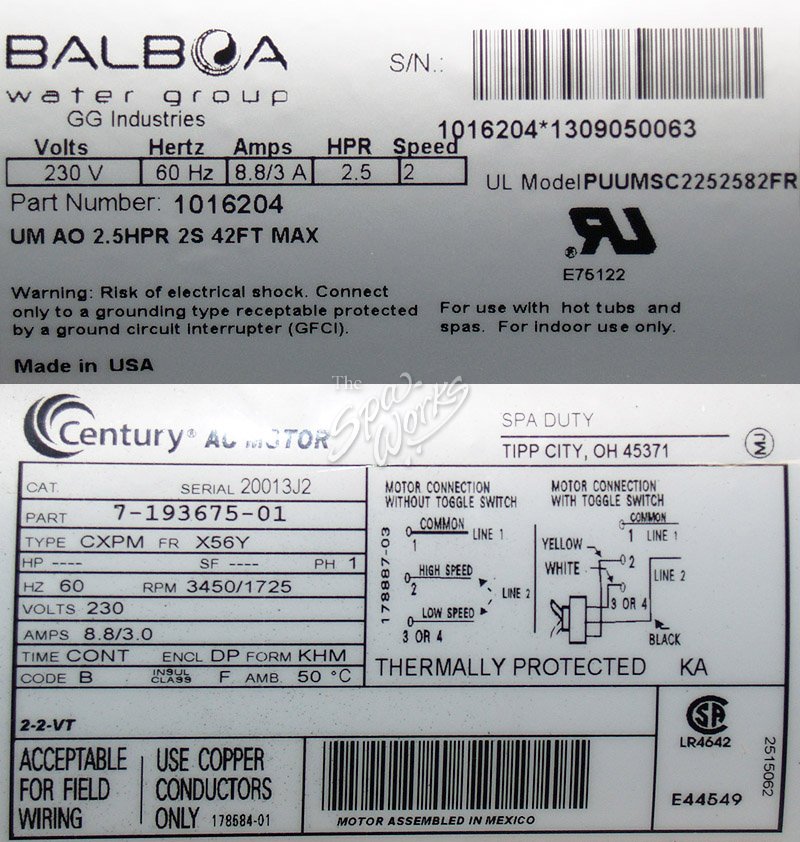 BALBOA
water group
GG Industries
S/N.:
1016204*1309050063
Volts Hertz Amps HPR Speed
230 V 60 Hz 8.8/3 A 2.5 2
UL Model PUUMSC2252582FR
Part Number: 1016204
UM AO 2.5HPR 2S 42FT MAX
E75122
Warning: Risk of electrical shock. Connect
only to a grounding type receptable protected
by a ground circuit interrupter (GFCI).
For use with hot tubs and
spas. For indoor use only.
Made in USA
The
Spa
Works
Century® AC MOTOR
SPA DUTY
TIPP CITY, OH 45371
MJ
CAT. SERIAL 20013J2
PART 7-193675-01
TYPE CXPM FR X56Y
HP ---- SF ---- PH 1
HZ 60 RPM 3450/1725
VOLTS 230
AMPS 8.8/3.0
TIME CONT ENCL DP FORM KHM
CODE B INSUL CLASS F AMB. 50 °C
178887-03
MOTOR CONNECTION
WITHOUT TOGGLE SWITCH
COMMON
1
LINE 1
HIGH SPEED
2
LINE 2
LOW SPEED
3 OR 4
MOTOR CONNECTION
WITH TOGGLE SWITCH
COMMON
1 LINE 1
YELLOW
2
WHITE
LINE 2
3 OR 4
BLACK
THERMALLY PROTECTED KA
2-2-VT
ACCEPTABLE
FOR FIELD
WIRING
USE COPPER
CONDUCTORS
ONLY 178584-01
MOTOR ASSEMBLED IN MEXICO
SA
LR4642
E44549
2515062